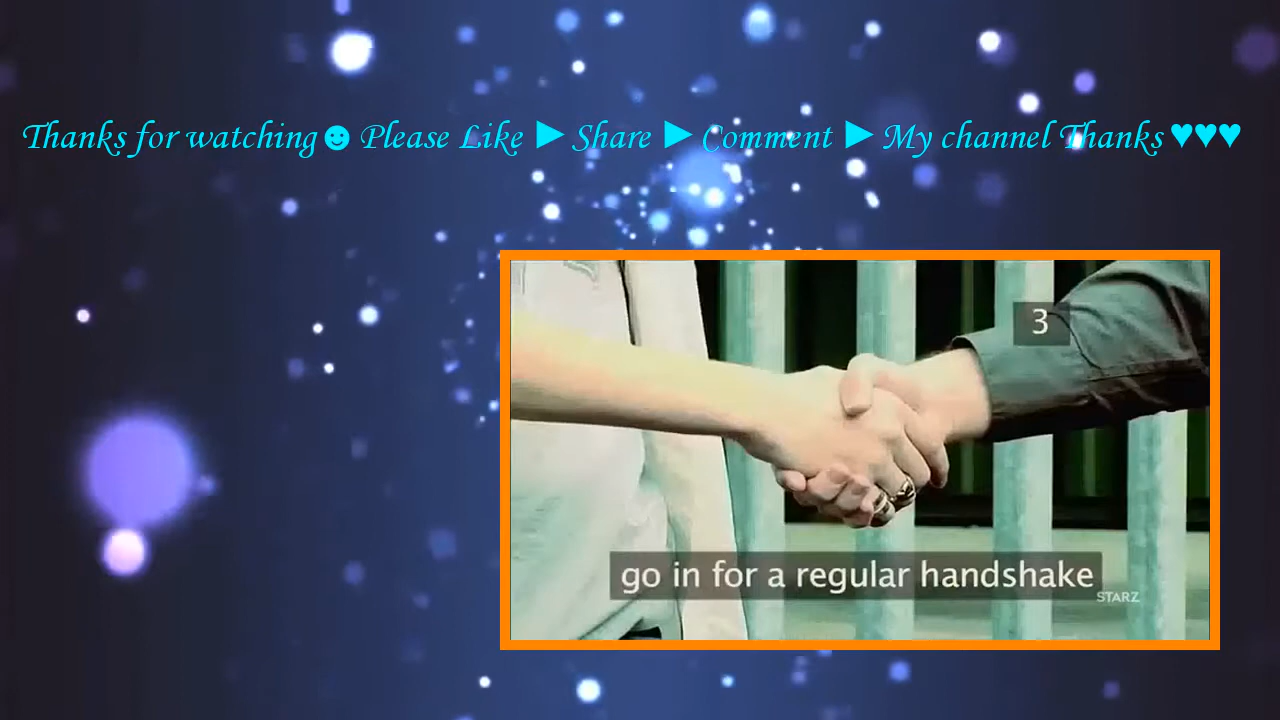 Thanks for watching☻Please Like ► Share ► Comment ► My channel Thanks ♥♥♥
3
go in for a regular handshake
STARZ